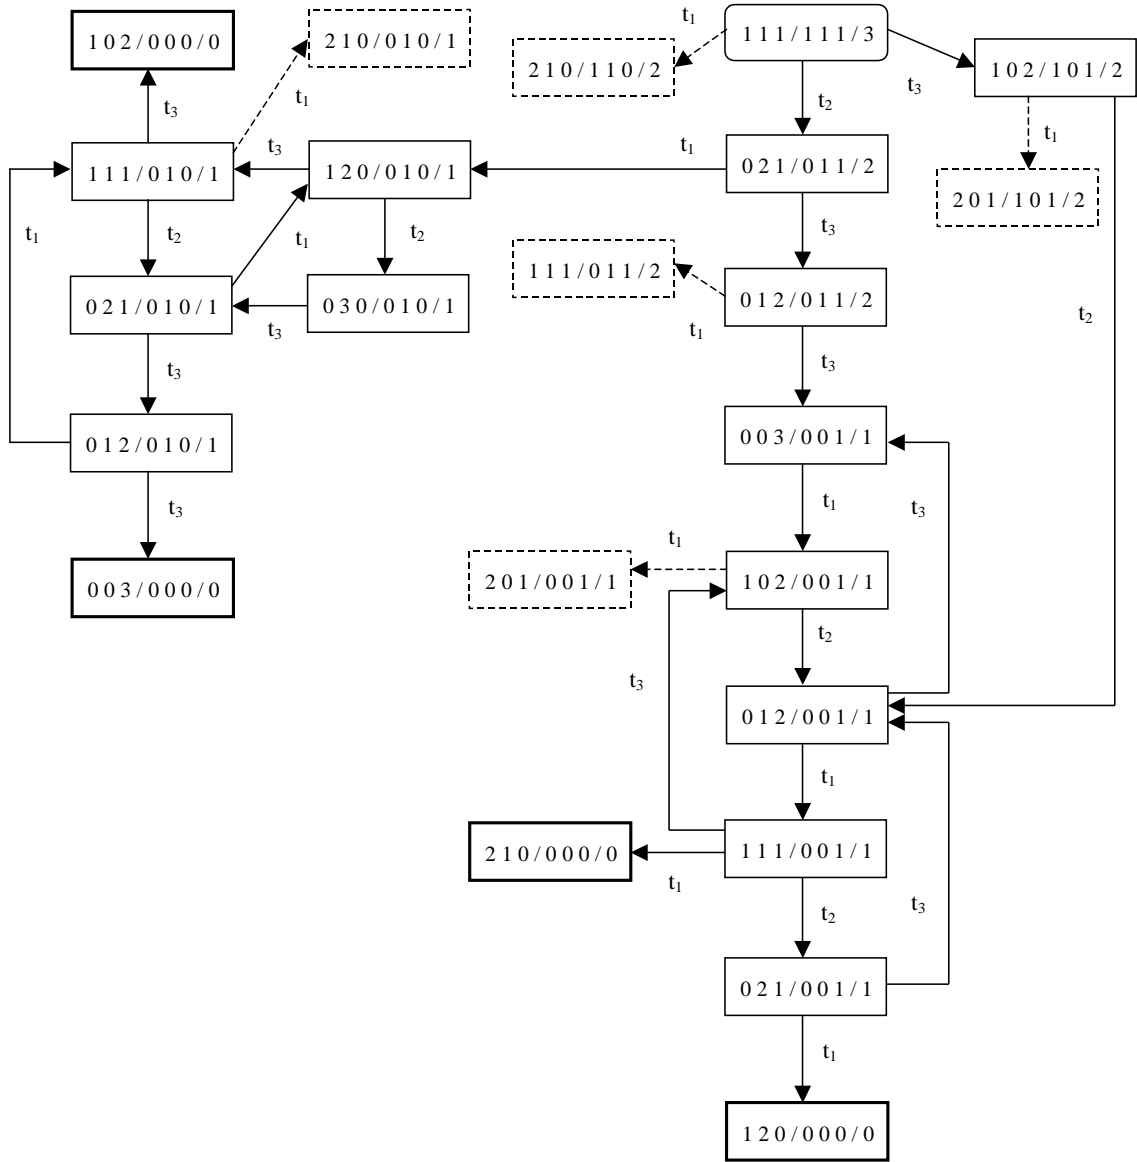 t1
1 1 1 / 1 1 1 / 3
1 0 2 / 0 0 0 / 0
2 1 0 / 0 1 0 / 1
2 1 0 / 1 1 0 / 2
1 0 2 / 1 0 1 / 2
t3
t1
t2
t3
t1
t3
t1
1 1 1 / 0 1 0 / 1
1 2 0 / 0 1 0 / 1
0 2 1 / 0 1 1 / 2
2 0 1 / 1 0 1 / 2
t1
t2
t1
t2
t3
1 1 1 / 0 1 1 / 2
0 2 1 / 0 1 0 / 1
0 3 0 / 0 1 0 / 1
0 1 2 / 0 1 1 / 2
t3
t1
t2
t3
t3
0 1 2 / 0 1 0 / 1
0 0 3 / 0 0 1 / 1
t3
t1
t3
t1
0 0 3 / 0 0 0 / 0
2 0 1 / 0 0 1 / 1
1 0 2 / 0 0 1 / 1
t2
t3
0 1 2 / 0 0 1 / 1
t1
2 1 0 / 0 0 0 / 0
1 1 1 / 0 0 1 / 1
t1
t2
t3
0 2 1 / 0 0 1 / 1
t1
1 2 0 / 0 0 0 / 0